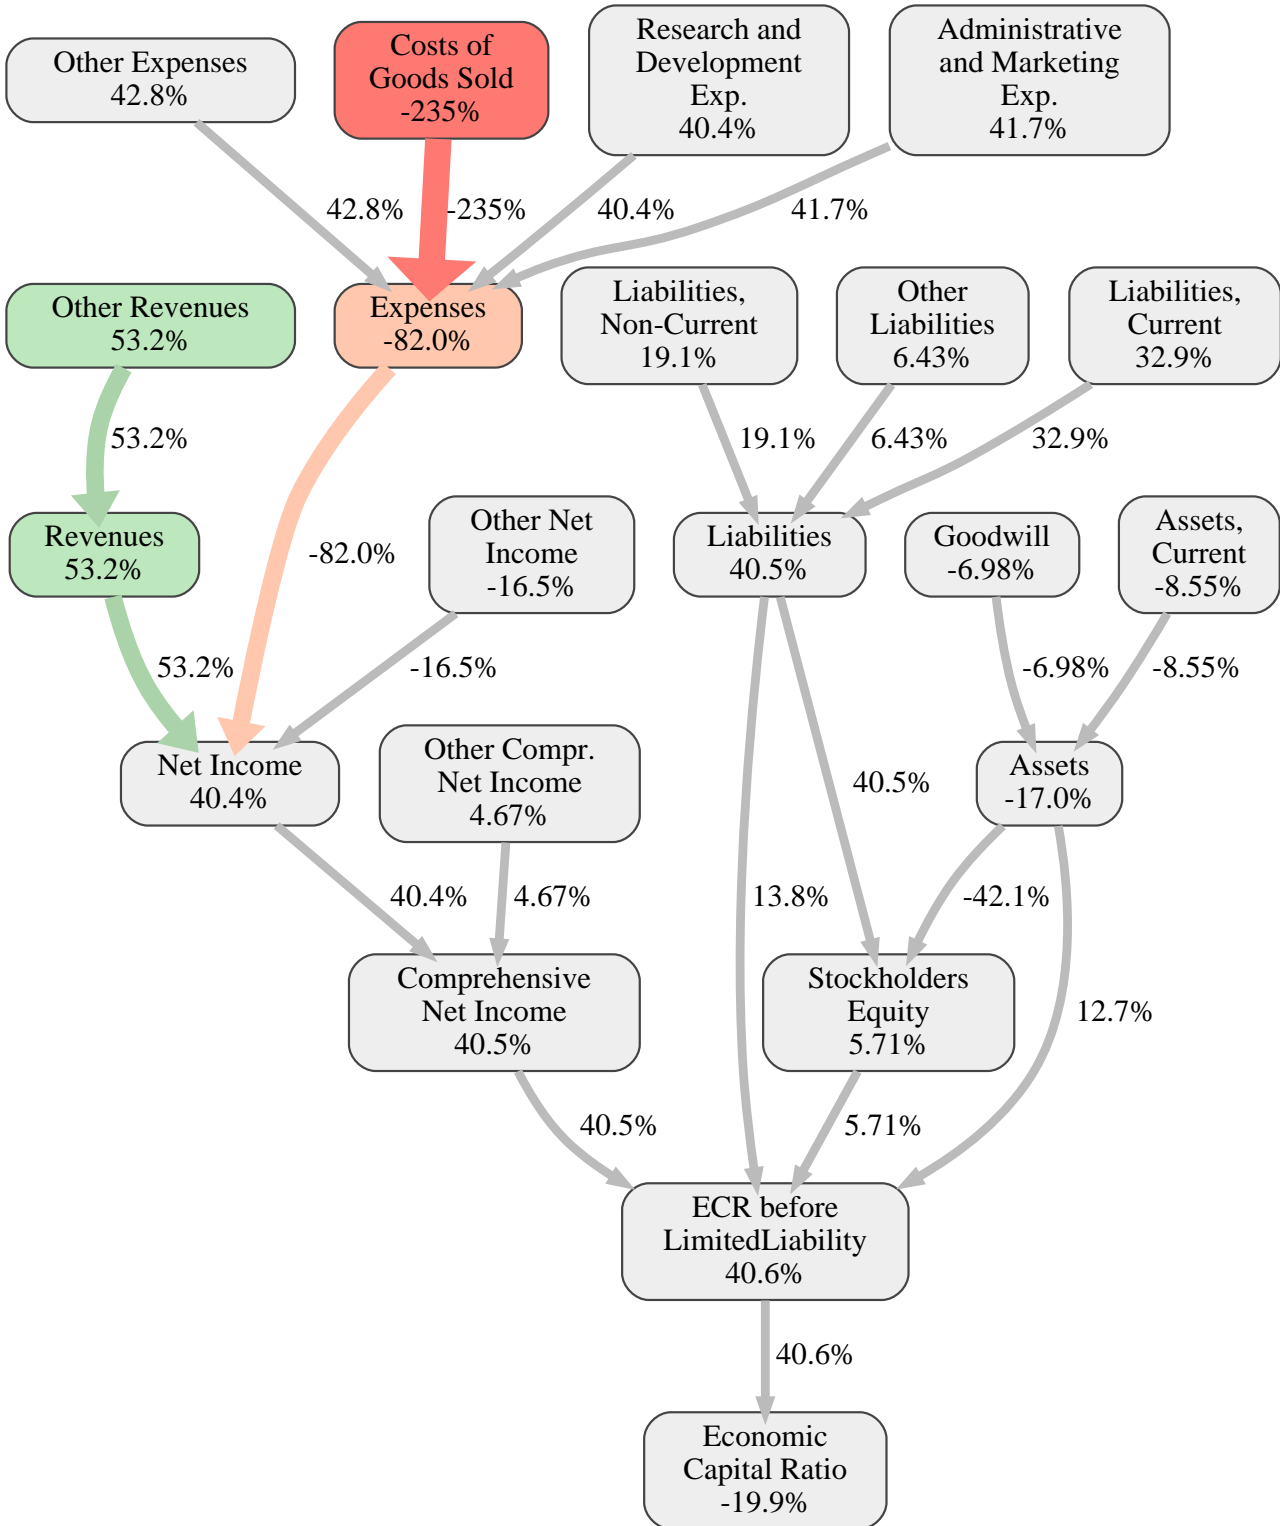 Other Expenses
42.8%
Costs of
Goods Sold
-235%
Research and
Development
Exp.
40.4%
Administrative
and Marketing
Exp.
41.7%
42.8%
-235%
40.4%
41.7%
Other Revenues
53.2%
Expenses
-82.0%
Liabilities,
Non-Current
19.1%
Other
Liabilities
6.43%
Liabilities,
Current
32.9%
53.2%
19.1%
6.43%
32.9%
Revenues
53.2%
-82.0%
Other Net
Income
-16.5%
Liabilities
40.5%
Goodwill
-6.98%
Assets,
Current
-8.55%
53.2%
-16.5%
-6.98%
-8.55%
Net Income
40.4%
Other Compr.
Net Income
4.67%
40.5%
Assets
-17.0%
40.4%
4.67%
13.8%
-42.1%
Comprehensive
Net Income
40.5%
Stockholders
Equity
5.71%
12.7%
40.5%
5.71%
ECR before
LimitedLiability
40.6%
40.6%
Economic
Capital Ratio
-19.9%